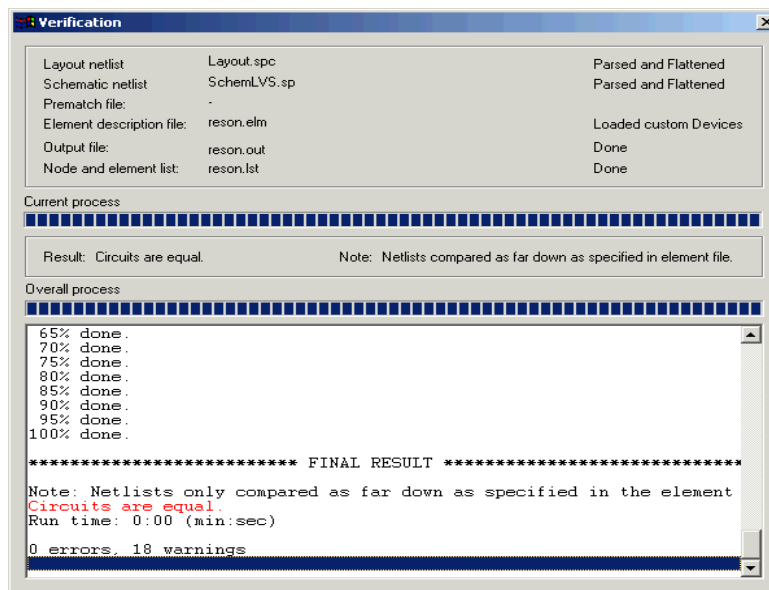 Verification
Layout netlist Layout.spc Parsed and Flattened
Schematic netlist SchemLVS.sp Parsed and Flattened
Prematch file: -
Element description file: reson.elm Loaded custom Devices
Output file: reson.out Done
Node and element list: reson.lst Done
Current process
Result: Circuits are equal. Note: Netlists compared as far down as specified in element file.
Overall process
65% done.
70% done.
75% done.
80% done.
85% done.
90% done.
95% done.
100% done.
************************** FINAL RESULT *****************************
Note: Netlists only compared as far down as specified in the element
Circuits are equal.
Run time: 0:00 (min:sec)
0 errors, 18 warnings